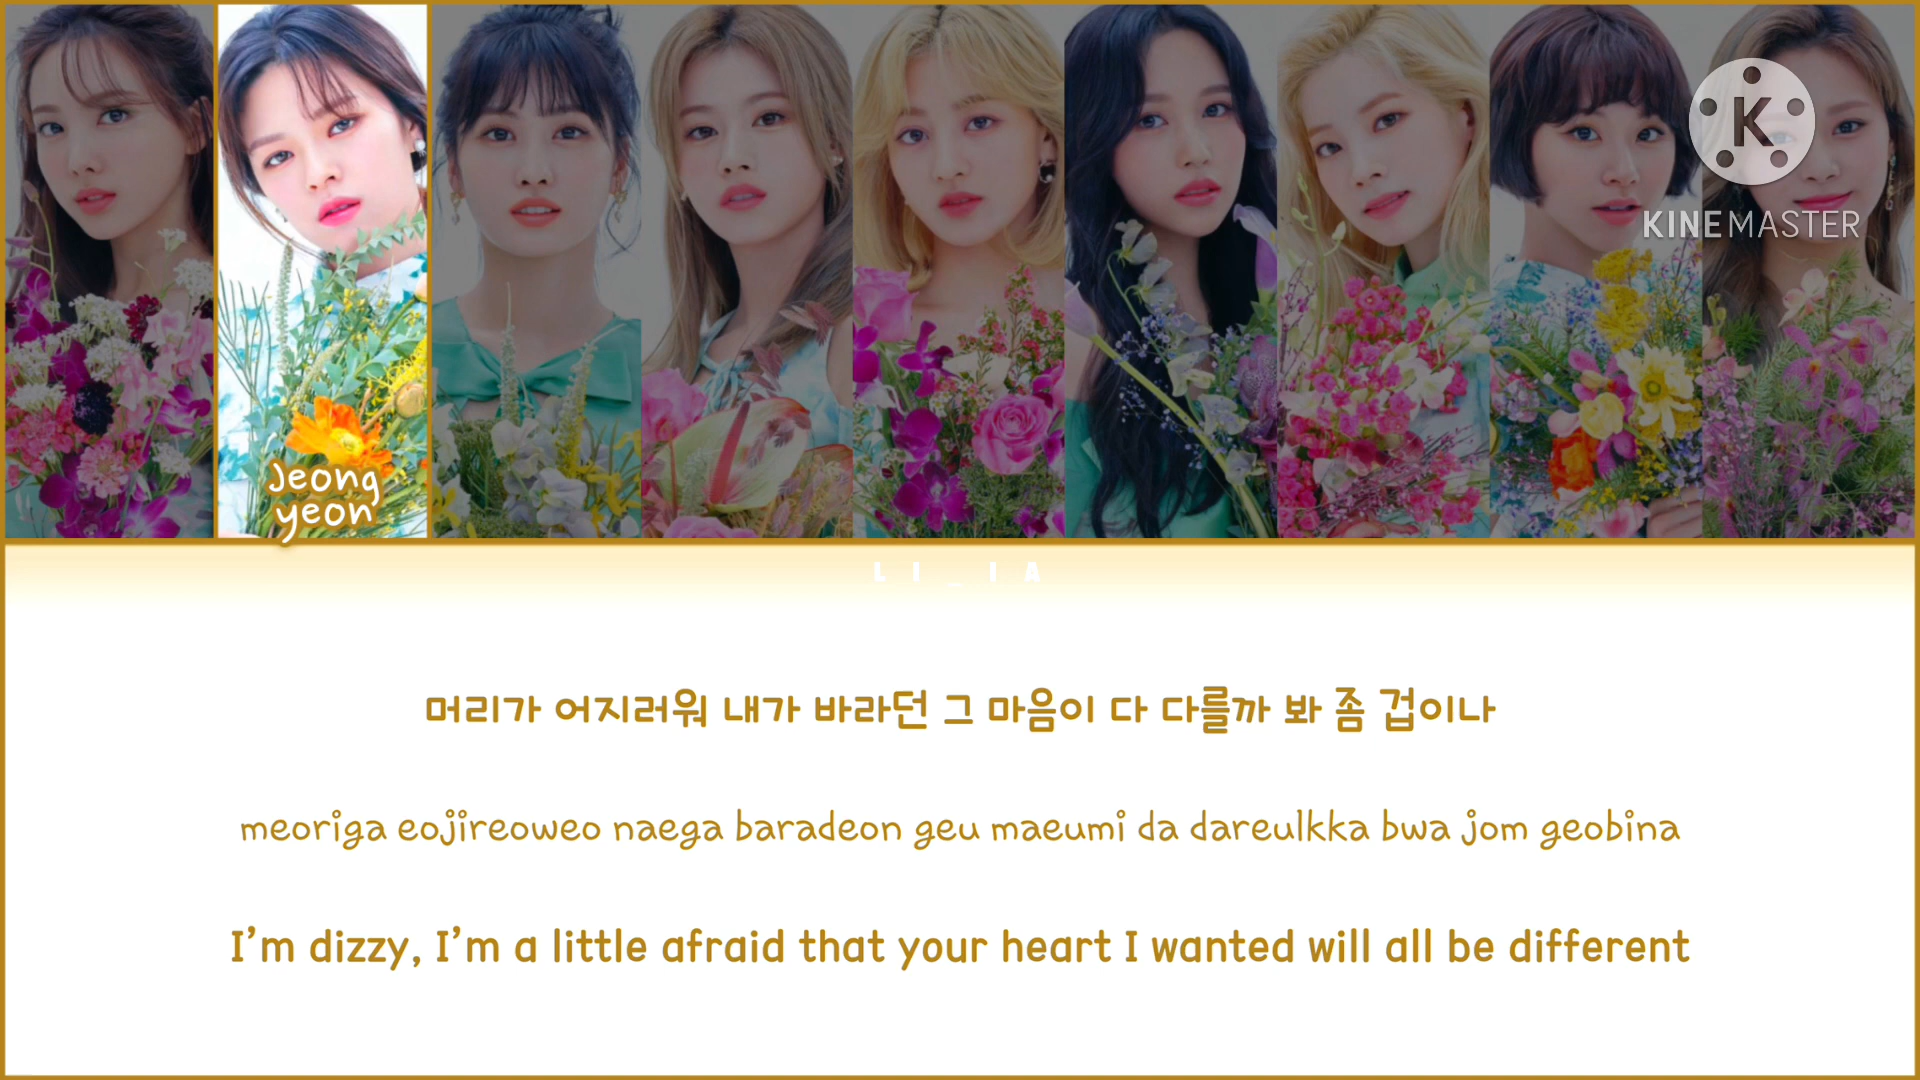 K
KINEMASTER
Jeong
yeon
L I _ I A
머리가 어지러워 내가 바라던 그 마음이 다 다를까 봐 좀 겁이나
meoriga eojireoweo naega baradeon geu maeumi da dareulkka bwa jom geobina
I'm dizzy, I'm a little afraid that your heart I wanted will all be different